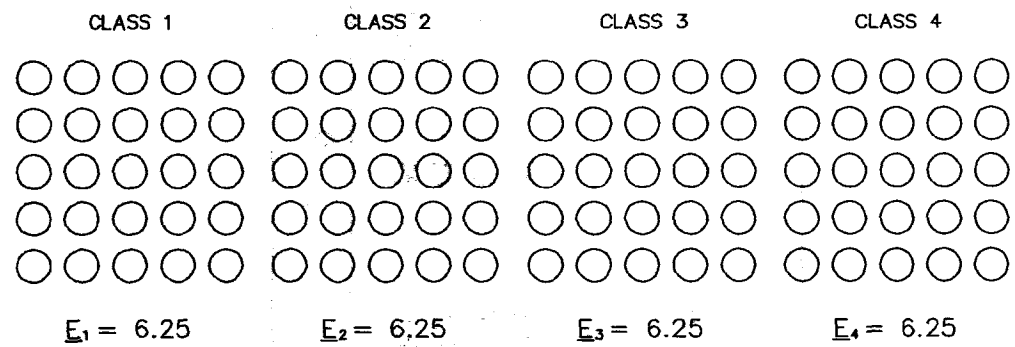 CLASS 1 CLASS 2 CLASS 3 CLASS 4
E₁ = 6.25 E₂ = 6.25 E₃ = 6.25 E₄ = 6.25